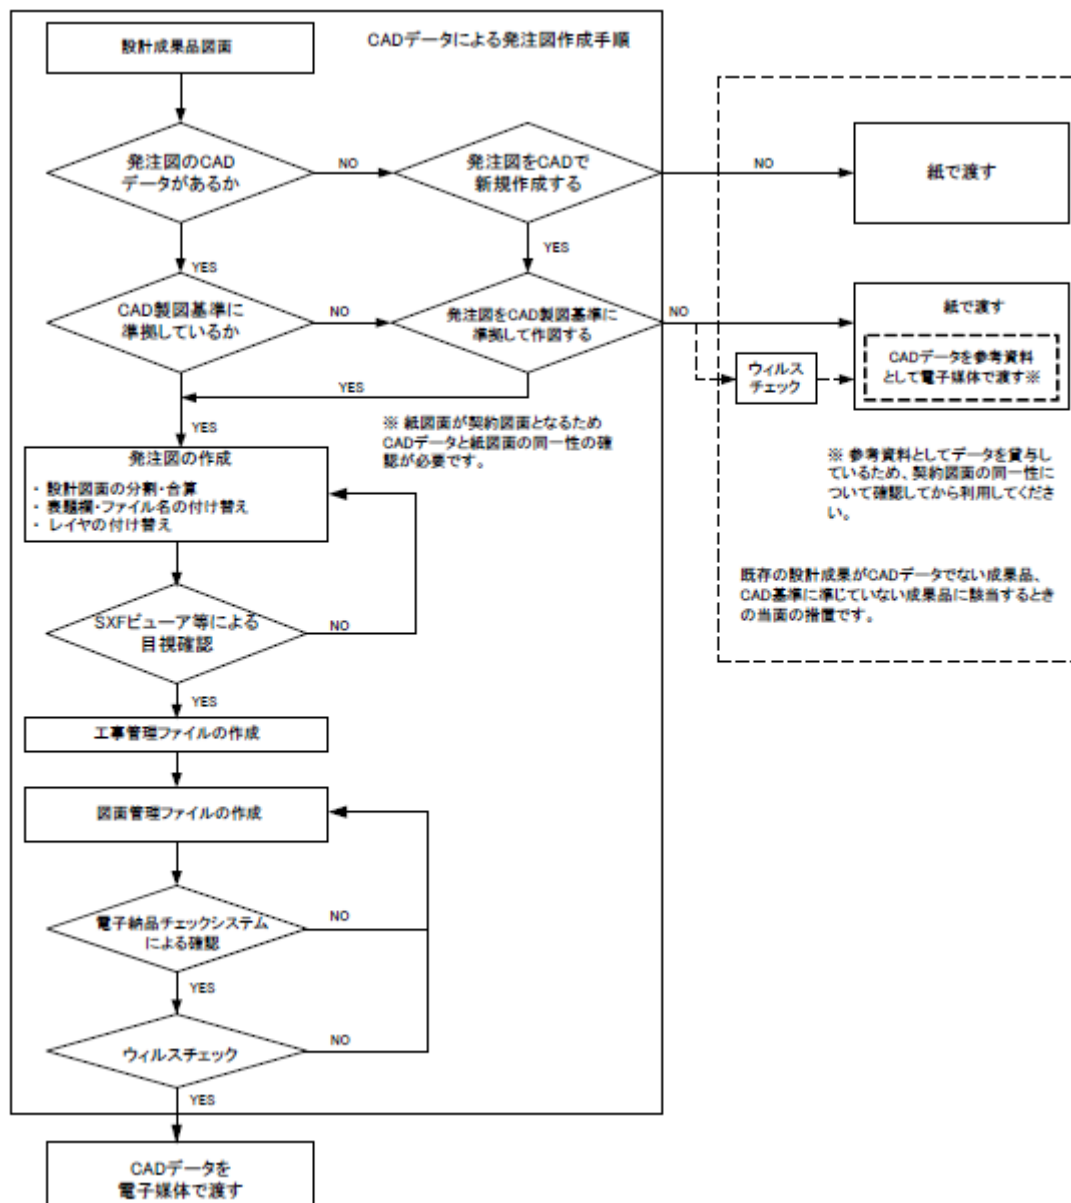 設計成果品図面
CADデータによる発注図作成手順
発注図のCAD
データがあるか
NO
発注図をCADで
新規作成する
NO
紙で渡す
YES
YES
CAD製図基準に
準拠しているか
NO
発注図をCAD製図基準に
準拠して作図する
NO
紙で渡す
CADデータを参考資料
として電子媒体で渡す※
ウィルス
チェック
YES
YES
※ 紙図面が契約図面となるため
CADデータと紙図面の同一性の確
認が必要です。
※ 参考資料としてデータを貸与し
ているため、契約図面の同一性に
ついて確認してから利用してくださ
い。
発注図の作成
・ 設計図面の分割・合算
・表題欄・ファイル名の付け替え
・ レイヤの付け替え
既存の設計成果がCADデータでない成果品、
CAD基準に準じていない成果品に該当するとき
の当面の措置です。
SXFビューア等による
目視確認
NO
YES
工事管理ファイルの作成
図面管理ファイルの作成
電子納品チェックシステム
による確認
NO
YES
ウィルスチェック
NO
YES
CADデータを
電子媒体で渡す